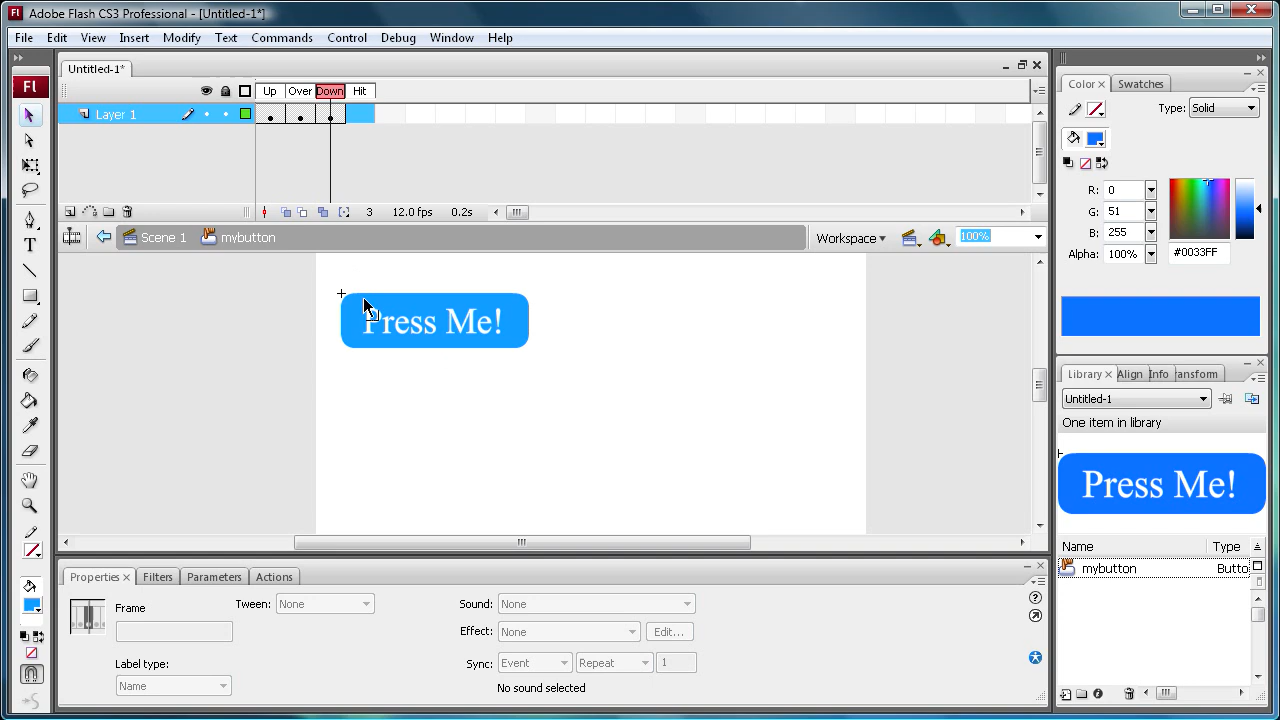 Adobe Flash CS3 Professional - [Untitled-1*]
File Edit View Insert Modify Text Commands Control Debug Window Help
Fl
Untitled-1*
Up Over Down Hit
Layer 1
3 12.0 fps 0.2s
Scene 1 mybutton Workspace 100%
Press Me!
Properties Filters Parameters Actions
Frame Tween: None Sound: None
Effect: None Edit...
Label type: Sync: Event Repeat 1
Name No sound selected
Color Swatches
Type: Solid
R: 0
G: 51
B: 255
Alpha: 100% #0033FF
Library Align Info ransform
Untitled-1
One item in library
Press Me!
Name Type
mybutton Butto